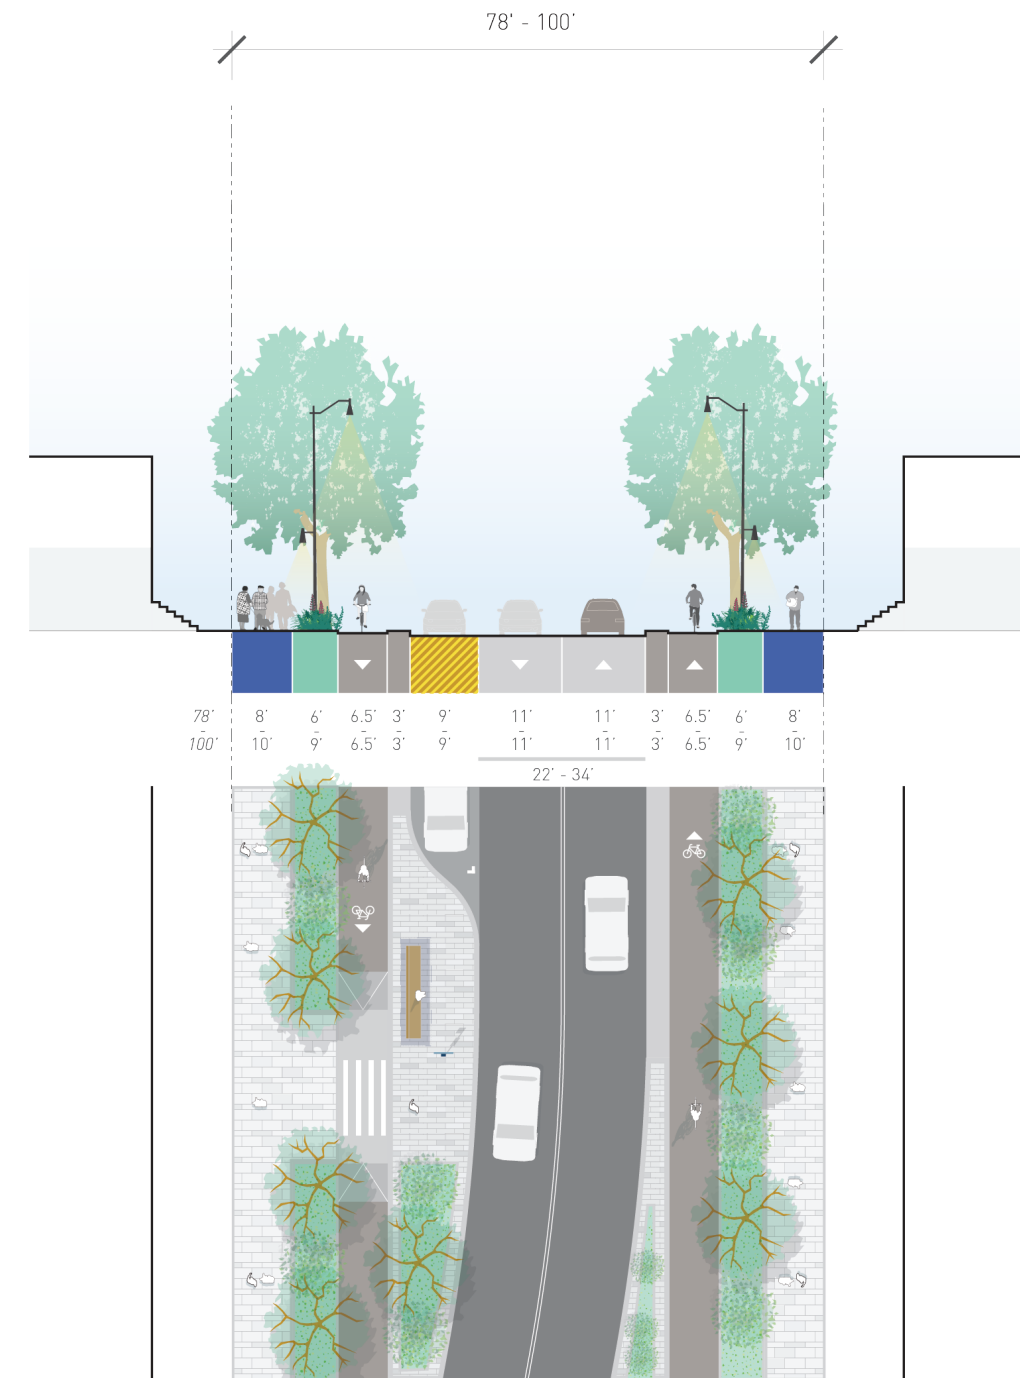 78' - 100'
78' 8' 6' 6.5' 3' 9' 11' 11' 3' 6.5' 6' 8'
- - - - - - - - - - - -
100' 10' 9' 6.5' 3' 9' 11' 11' 3' 6.5' 9' 10'
22' - 34'